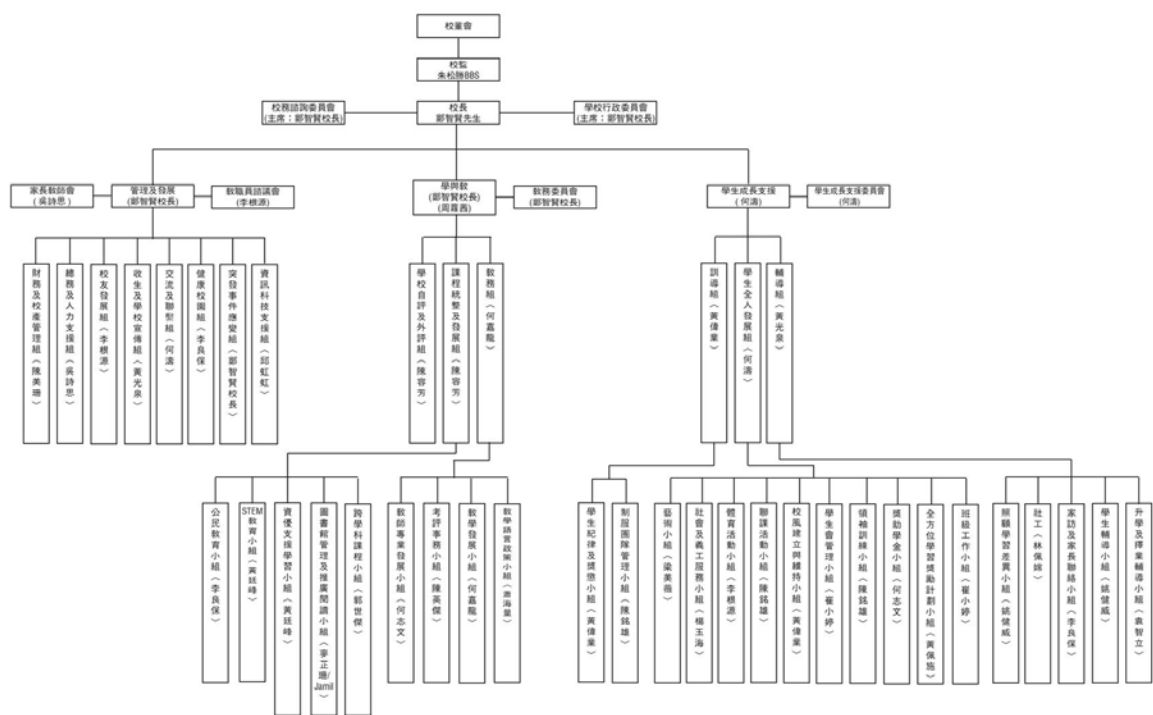 校董會
校監
朱松勝BBS
校務諮詢委員會
(主席：鄭智賢校長)
校長
鄭智賢先生
學校行政委員會
(主席：鄭智賢校長)
家長教師會
(吳詩思)
管理及發展
(鄭智賢校長)
教職員諮議會
(李根源)
學與教
(鄭智賢校長)
(周茜)
教務委員會
(鄭智賢校長)
學生成長支援
(何濤)
學生成長支援委員會
(何濤)
財務及校產管理組(陳美珊)
總務及人力支援組(吳詩思)
校友發展組(李根源)
收生及學校宣傳組(黃光泉)
交流及聯繫組(何濤)
健康校園組(李良保)
突發事件應變組(鄭智賢校長)
資訊科技支援組(邱虹虹)
學校自評及外評組(陳容芳)
課程統整及發展組(陳容芳)
教務組(何嘉龍)
訓導組(黃偉業)
學生全人發展組(何濤)
輔導組(黃光泉)
公民教育小組(李良保)
STEM教育小組(黃廷峰)
資優支援學習小組(黃廷峰)
圖書館管理及推廣閱讀小組(廖芷珊/Jamil)
跨學科課程小組(郭世傑)
教師專業發展小組(何志文)
考評事務小組(陳英傑)
教學發展小組(何嘉龍)
教學語言政策小組(蕭海星)
學生紀律及獎懲小組(黃偉業)
制服團隊管理小組(陳銘雄)
藝術小組(梁美薇)
社會及義工服務小組(楊玉海)
體育活動小組(李根源)
聯課活動小組(陳銘雄)
校風建立與維持小組(黃偉業)
學生會管理小組(崔小婷)
領袖訓練小組(陳銘雄)
獎助學金小組(何志文)
全方位學習獎勵計劃小組(黃佩施)
班級工作小組(崔小婷)
照顧學習差異小組(姚健威)
社工(林佩嫆)
家訪及家長聯絡小組(李良保)
學生輔導小組(姚健威)
升學及擇業輔導小組(袁智立)